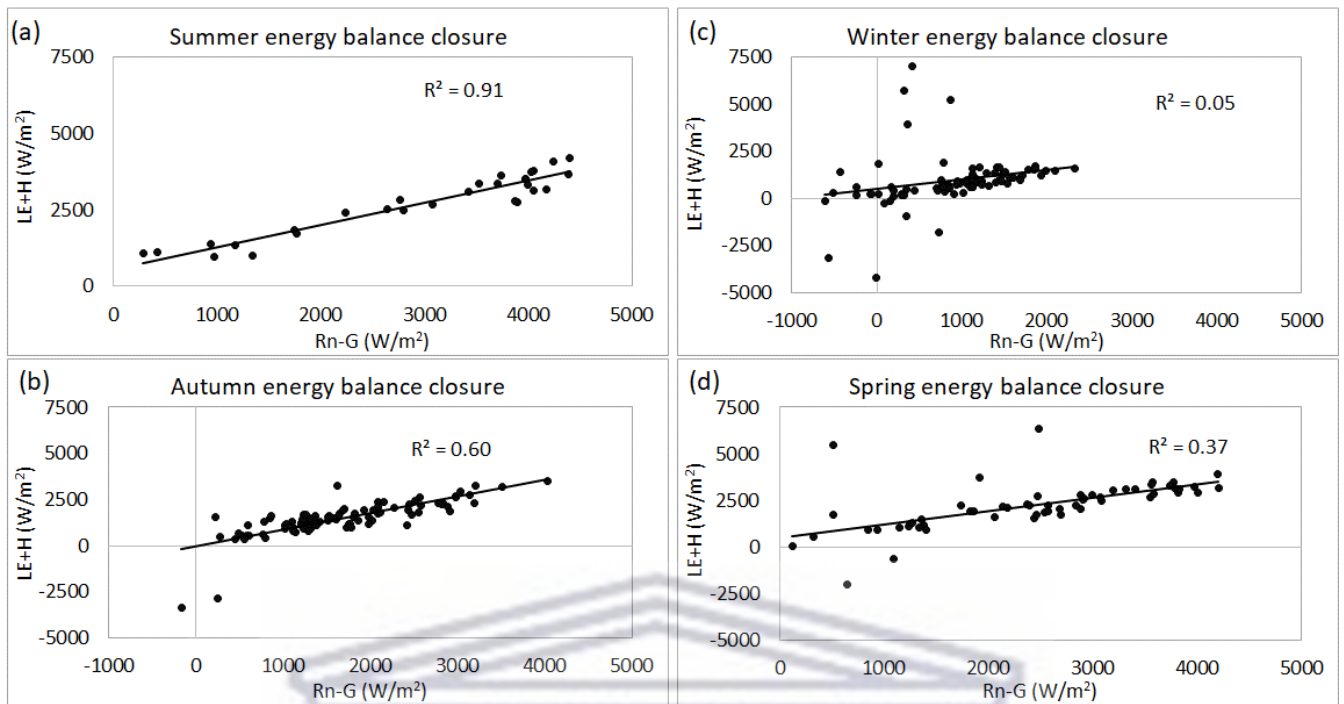 (a)
Summer energy balance closure
R² = 0.91
LE+H (W/m²)
7500
5000
2500
0
0 1000 2000 3000 4000 5000
Rn-G (W/m²)
(c)
Winter energy balance closure
R² = 0.05
LE+H (W/m²)
7500
5000
2500
0
-2500
-5000
-1000 0 1000 2000 3000 4000 5000
Rn-G (W/m²)
(b)
Autumn energy balance closure
R² = 0.60
LE+H (W/m²)
7500
5000
2500
0
-2500
-5000
-1000 0 1000 2000 3000 4000 5000
Rn-G (W/m²)
(d)
Spring energy balance closure
R² = 0.37
LE+H (W/m²)
7500
5000
2500
0
-2500
-5000
0 1000 2000 3000 4000 5000
Rn-G (W/m²)